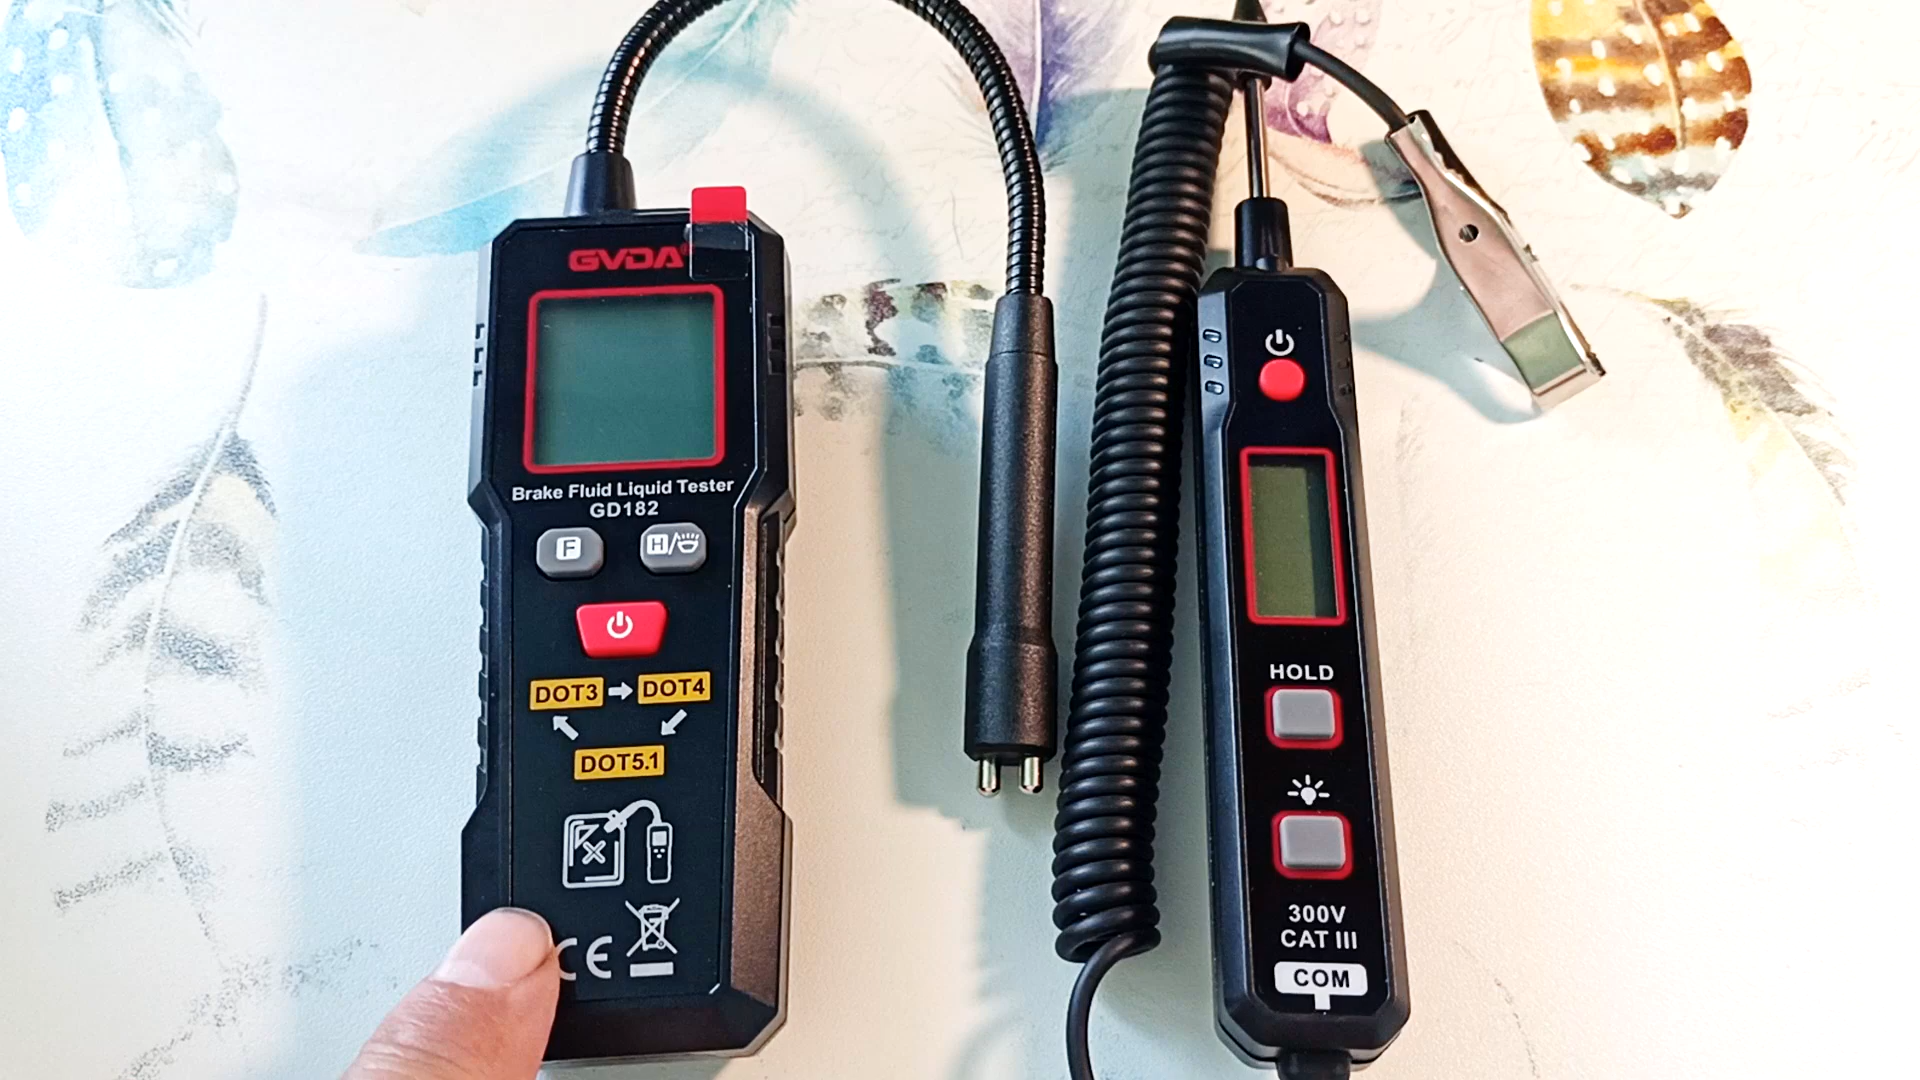 GVDA
Brake Fluid Liquid Tester
GD182
F
H/
DOT3
DOT4
DOT5.1
CE
HOLD
300V
CAT III
COM